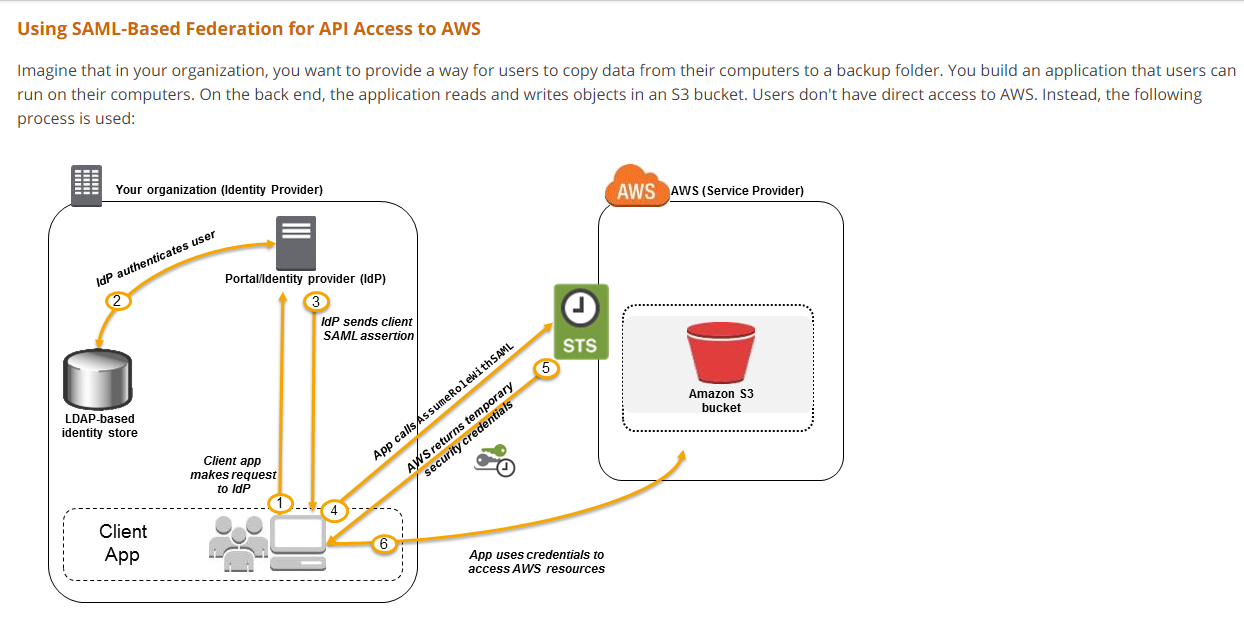 Using SAML-Based Federation for API Access to AWS
Imagine that in your organization, you want to provide a way for users to copy data from their computers to a backup folder. You build an application that users can
run on their computers. On the back end, the application reads and writes objects in an S3 bucket. Users don't have direct access to AWS. Instead, the following
process is used:
Your organization (Identity Provider)
AWS
AWS (Service Provider)
IdP authenticates user
2
Portal/Identity provider (IdP)
3
IdP sends client
SAML assertion
STS
5
LDAP-based
identity store
App calls AssumeRoleWithSAML
AWS returns temporary
security credentials
Amazon S3
bucket
Client app
makes request
to IdP
1
4
Client
App
6
App uses credentials to
access AWS resources